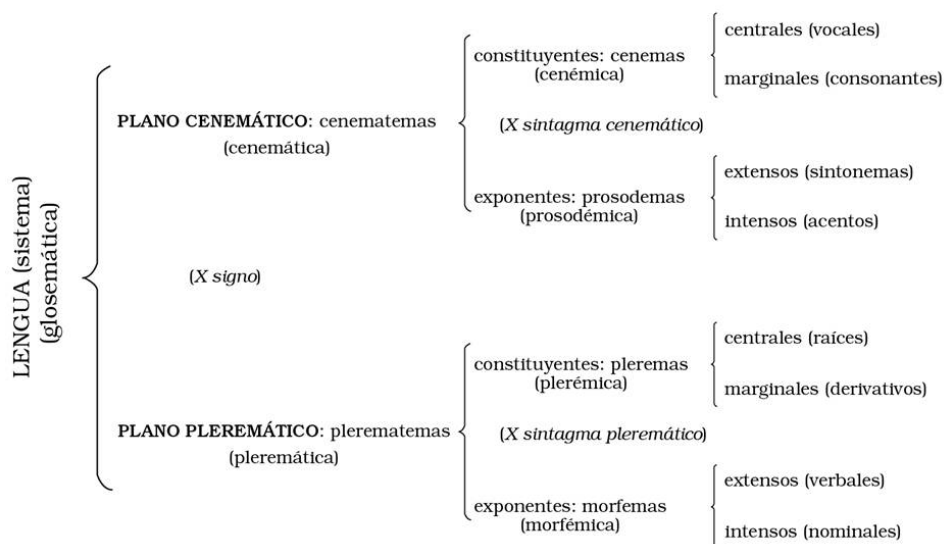 LENGUA (sistema)
(glosemática)
PLANO CENEMÁTICO: cenematemas
(cenemática)
constituyentes: cenemas
(cenémica)
centrales (vocales)
marginales (consonantes)
(X sintagma cenemático)
exponentes: prosodemas
(prosodémica)
extensos (sintonemas)
intensos (acentos)
(X signo)
PLANO PLEREMÁTICO: plerematemas
(pleremática)
constituyentes: pleremas
(plerémica)
centrales (raíces)
marginales (derivativos)
(X sintagma pleremático)
exponentes: morfemas
(morfémica)
extensos (verbales)
intensos (nominales)